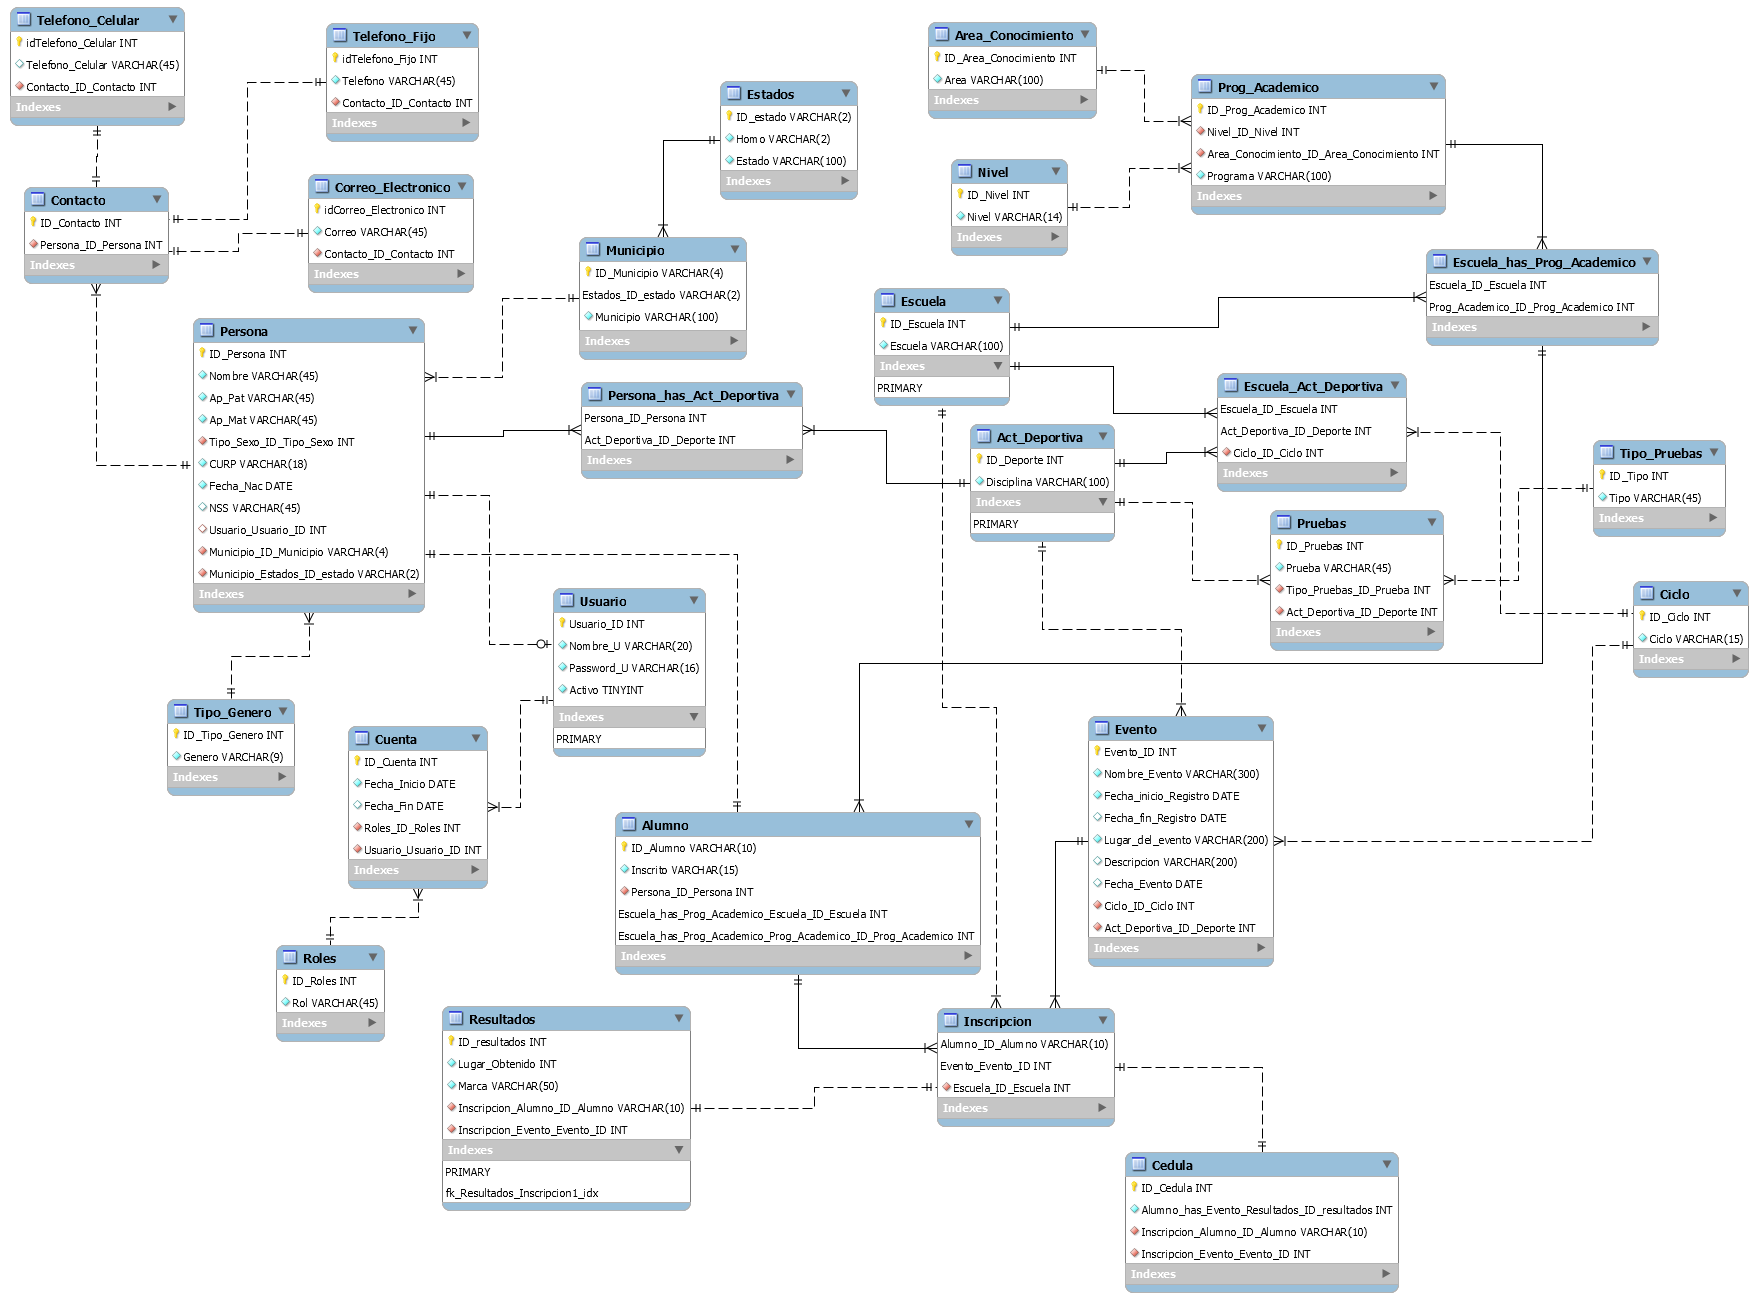 Telefono_Celular
idTelefono_Celular INT
Telefono_Celular VARCHAR(45)
Contacto_ID_Contacto INT
Indexes
Telefono_Fijo
idTelefono_Fijo INT
Telefono VARCHAR(45)
Contacto_ID_Contacto INT
Indexes
Area_Conocimiento
ID_Area_Conocimiento INT
Area VARCHAR(100)
Indexes
Estados
ID_estado VARCHAR(2)
Homo VARCHAR(2)
Estado VARCHAR(100)
Indexes
Prog_Academico
ID_Prog_Academico INT
Nivel_ID_Nivel INT
Area_Conocimiento_ID_Area_Conocimiento INT
Programa VARCHAR(100)
Indexes
Nivel
ID_Nivel INT
Nivel VARCHAR(14)
Indexes
Contacto
ID_Contacto INT
Persona_ID_Persona INT
Indexes
Correo_Electronico
idCorreo_Electronico INT
Correo VARCHAR(45)
Contacto_ID_Contacto INT
Indexes
Municipio
ID_Municipio VARCHAR(4)
Estados_ID_estado VARCHAR(2)
Municipio VARCHAR(100)
Indexes
Escuela_has_Prog_Academico
Escuela_ID_Escuela INT
Prog_Academico_ID_Prog_Academico INT
Indexes
Escuela
ID_Escuela INT
Escuela VARCHAR(100)
Indexes
PRIMARY
Persona
ID_Persona INT
Nombre VARCHAR(45)
Ap_Pat VARCHAR(45)
Ap_Mat VARCHAR(45)
Tipo_Sexo_ID_Tipo_Sexo INT
CURP VARCHAR(18)
Fecha_Nac DATE
NSS VARCHAR(45)
Usuario_Usuario_ID INT
Municipio_ID_Municipio VARCHAR(4)
Municipio_Estados_ID_estado VARCHAR(2)
Indexes
Persona_has_Act_Deportiva
Persona_ID_Persona INT
Act_Deportiva_ID_Deporte INT
Indexes
Escuela_Act_Deportiva
Escuela_ID_Escuela INT
Act_Deportiva_ID_Deporte INT
Ciclo_ID_Ciclo INT
Indexes
Act_Deportiva
ID_Deporte INT
Disciplina VARCHAR(100)
Indexes
PRIMARY
Tipo_Pruebas
ID_Tipo INT
Tipo VARCHAR(45)
Indexes
Pruebas
ID_Pruebas INT
Prueba VARCHAR(45)
Tipo_Pruebas_ID_Prueba INT
Act_Deportiva_ID_Deporte INT
Indexes
Ciclo
ID_Ciclo INT
Ciclo VARCHAR(15)
Indexes
Usuario
Usuario_ID INT
Nombre_U VARCHAR(20)
Password_U VARCHAR(16)
Activo TINYINT
Indexes
PRIMARY
Tipo_Genero
ID_Tipo_Genero INT
Genero VARCHAR(9)
Indexes
Cuenta
ID_Cuenta INT
Fecha_Inicio DATE
Fecha_Fin DATE
Roles_ID_Roles INT
Usuario_Usuario_ID INT
Indexes
Evento
Evento_ID INT
Nombre_Evento VARCHAR(300)
Fecha_inicio_Registro DATE
Fecha_fin_Registro DATE
Lugar_del_evento VARCHAR(200)
Descripcion VARCHAR(200)
Fecha_Evento DATE
Ciclo_ID_Ciclo INT
Act_Deportiva_ID_Deporte INT
Indexes
Alumno
ID_Alumno VARCHAR(10)
Inscrito VARCHAR(15)
Persona_ID_Persona INT
Escuela_has_Prog_Academico_Escuela_ID_Escuela INT
Escuela_has_Prog_Academico_Prog_Academico_ID_Prog_Academico INT
Indexes
Roles
ID_Roles INT
Rol VARCHAR(45)
Indexes
Resultados
ID_resultados INT
Lugar_Obtenido INT
Marca VARCHAR(50)
Inscripcion_Alumno_ID_Alumno VARCHAR(10)
Inscripcion_Evento_Evento_ID INT
Indexes
PRIMARY
fk_Resultados_Inscripcion1_idx
Inscripcion
Alumno_ID_Alumno VARCHAR(10)
Evento_Evento_ID INT
Escuela_ID_Escuela INT
Indexes
Cedula
ID_Cedula INT
Alumno_has_Evento_Resultados_ID_resultados INT
Inscripcion_Alumno_ID_Alumno VARCHAR(10)
Inscripcion_Evento_Evento_ID INT
Indexes